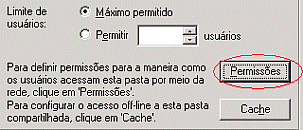 Limite de
usuários:
Máximo permitido
Permitir
usuários
Para definir permissões para a maneira como
os usuários acessam esta pasta por meio da
rede, clique em 'Permissões'.
Permissões
Para configurar o acesso off-line a esta pasta
compartilhada, clique em 'Cache'.
Cache